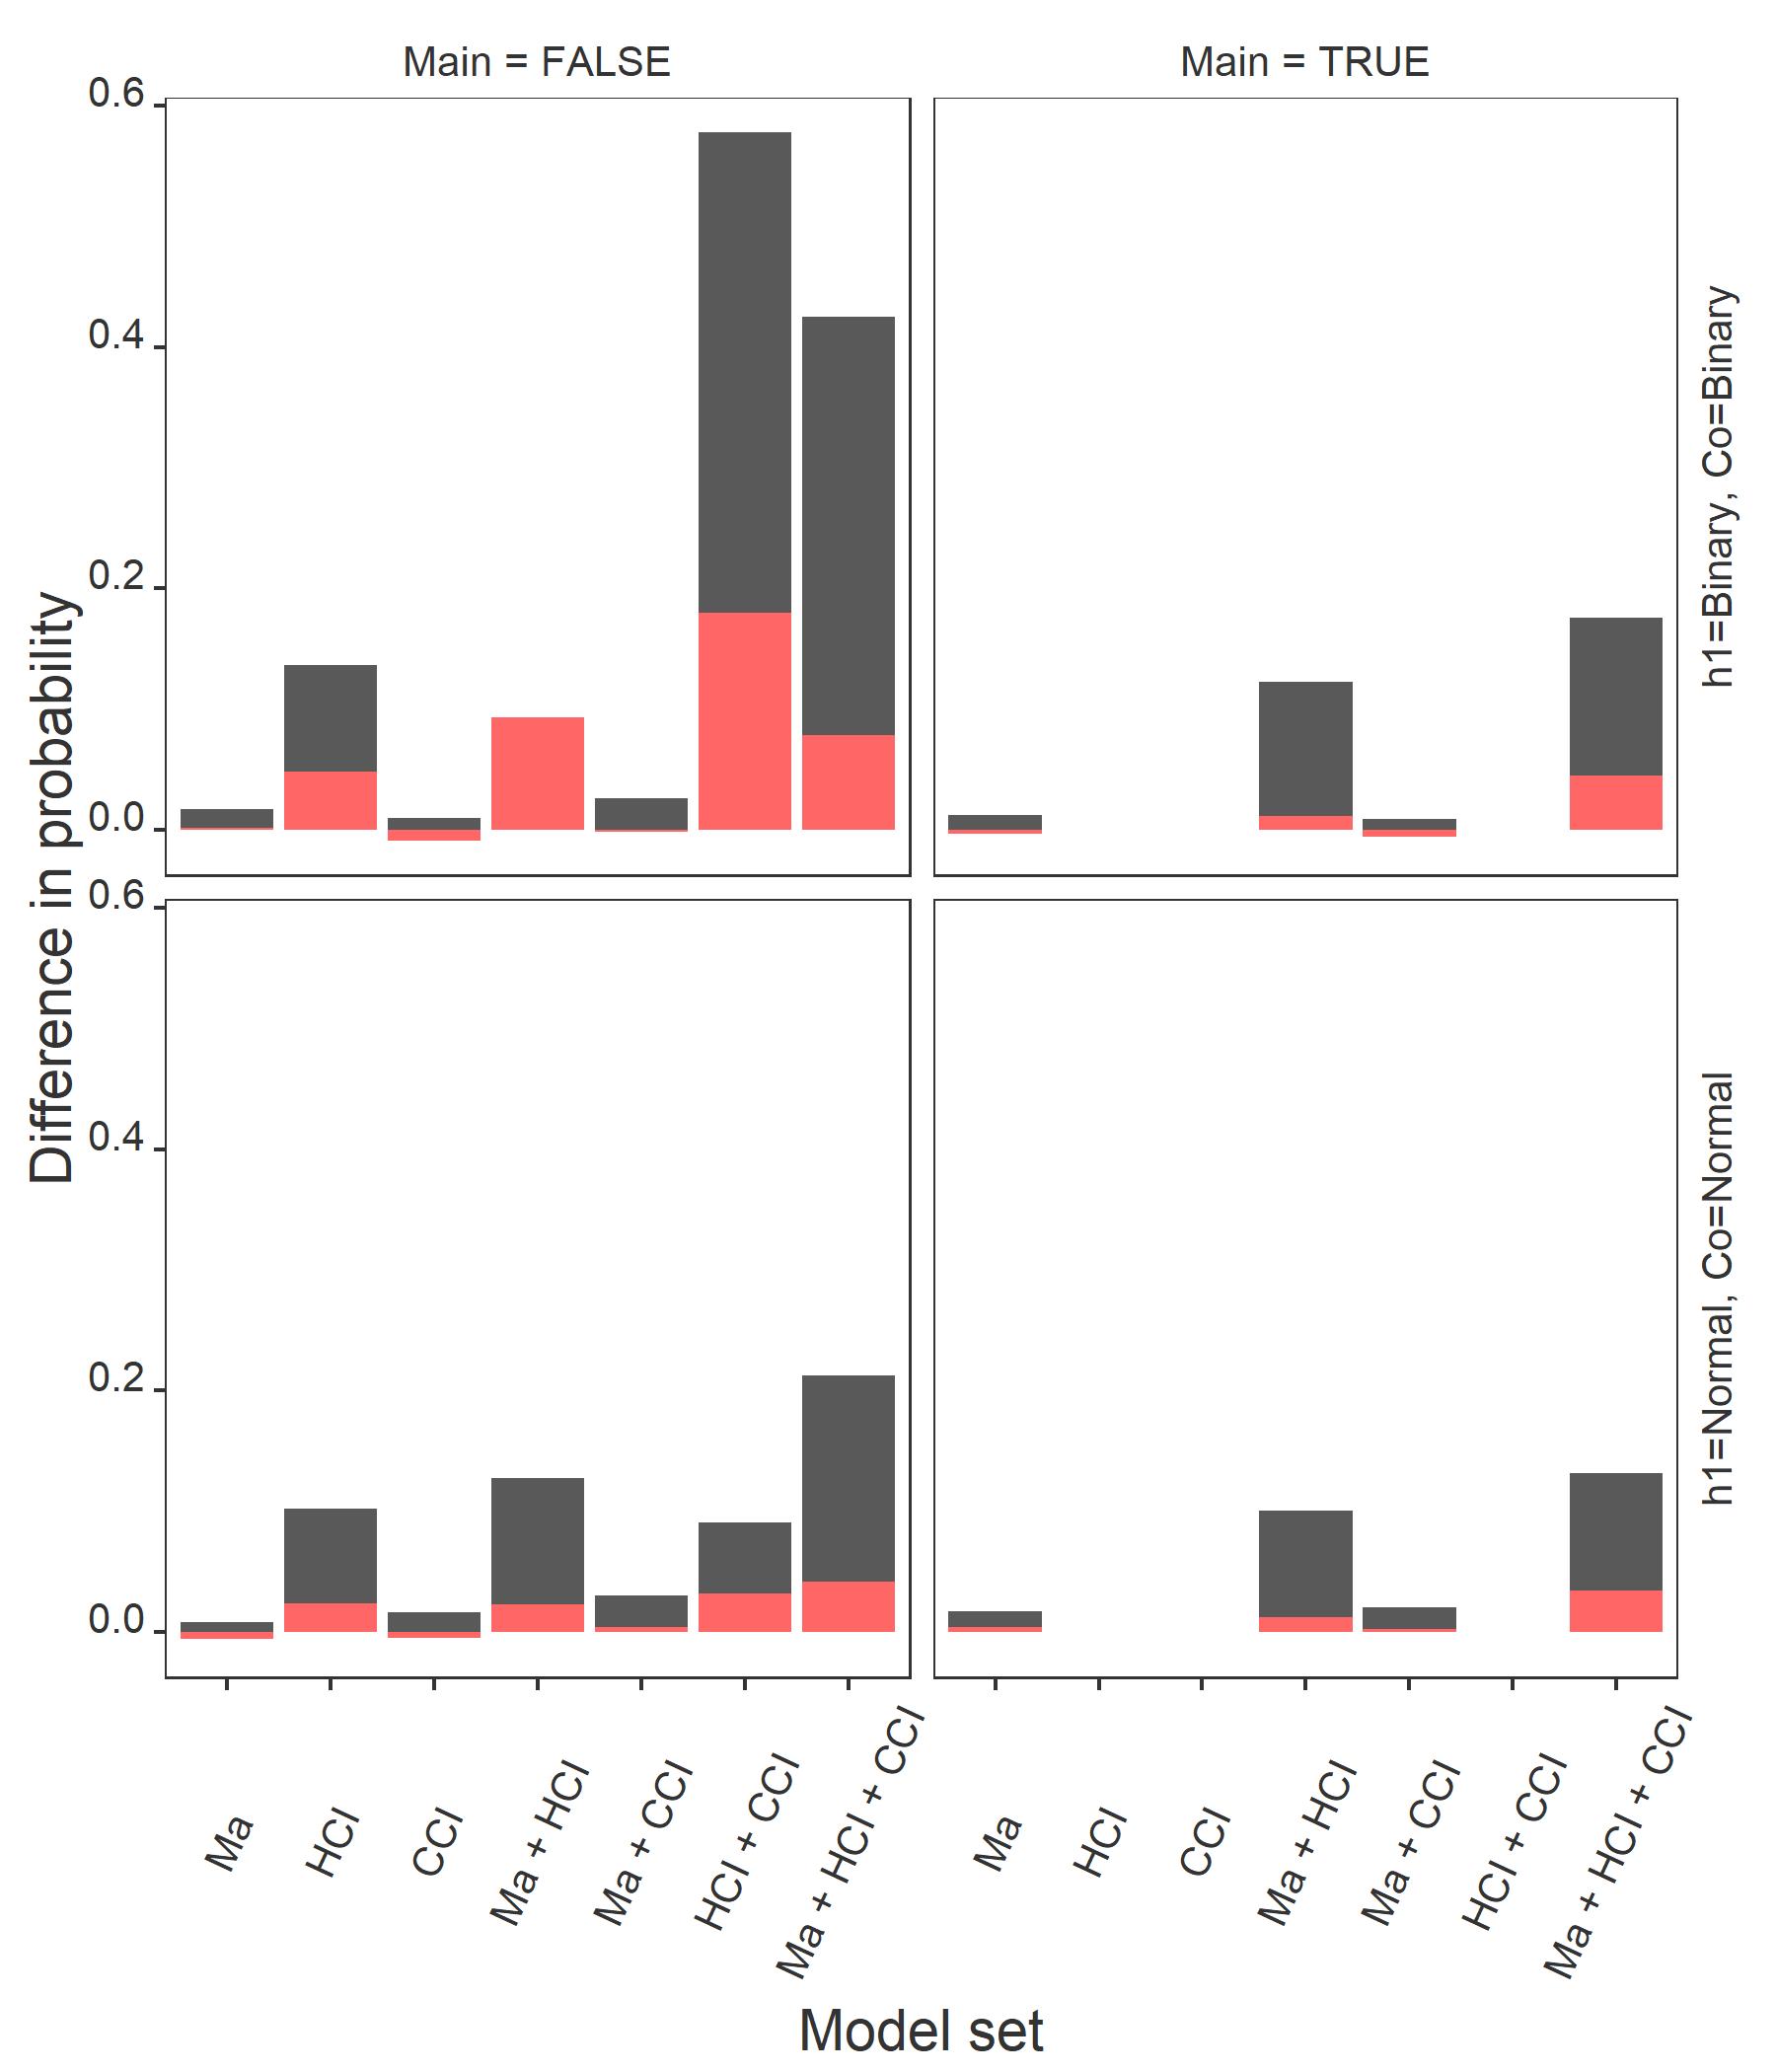 Main = FALSE
Main = TRUE
Difference in probability
0.6
0.4
0.2
0.0
h1=Binary, Co=Binary
0.6
0.4
0.2
0.0
h1=Normal, Co=Normal
Ma
HCI
CCI
Ma + HCI
Ma + CCI
HCI + CCI
Ma + HCI + CCI
Ma
HCI
CCI
Ma + HCI
Ma + CCI
HCI + CCI
Ma + HCI + CCI
Model set